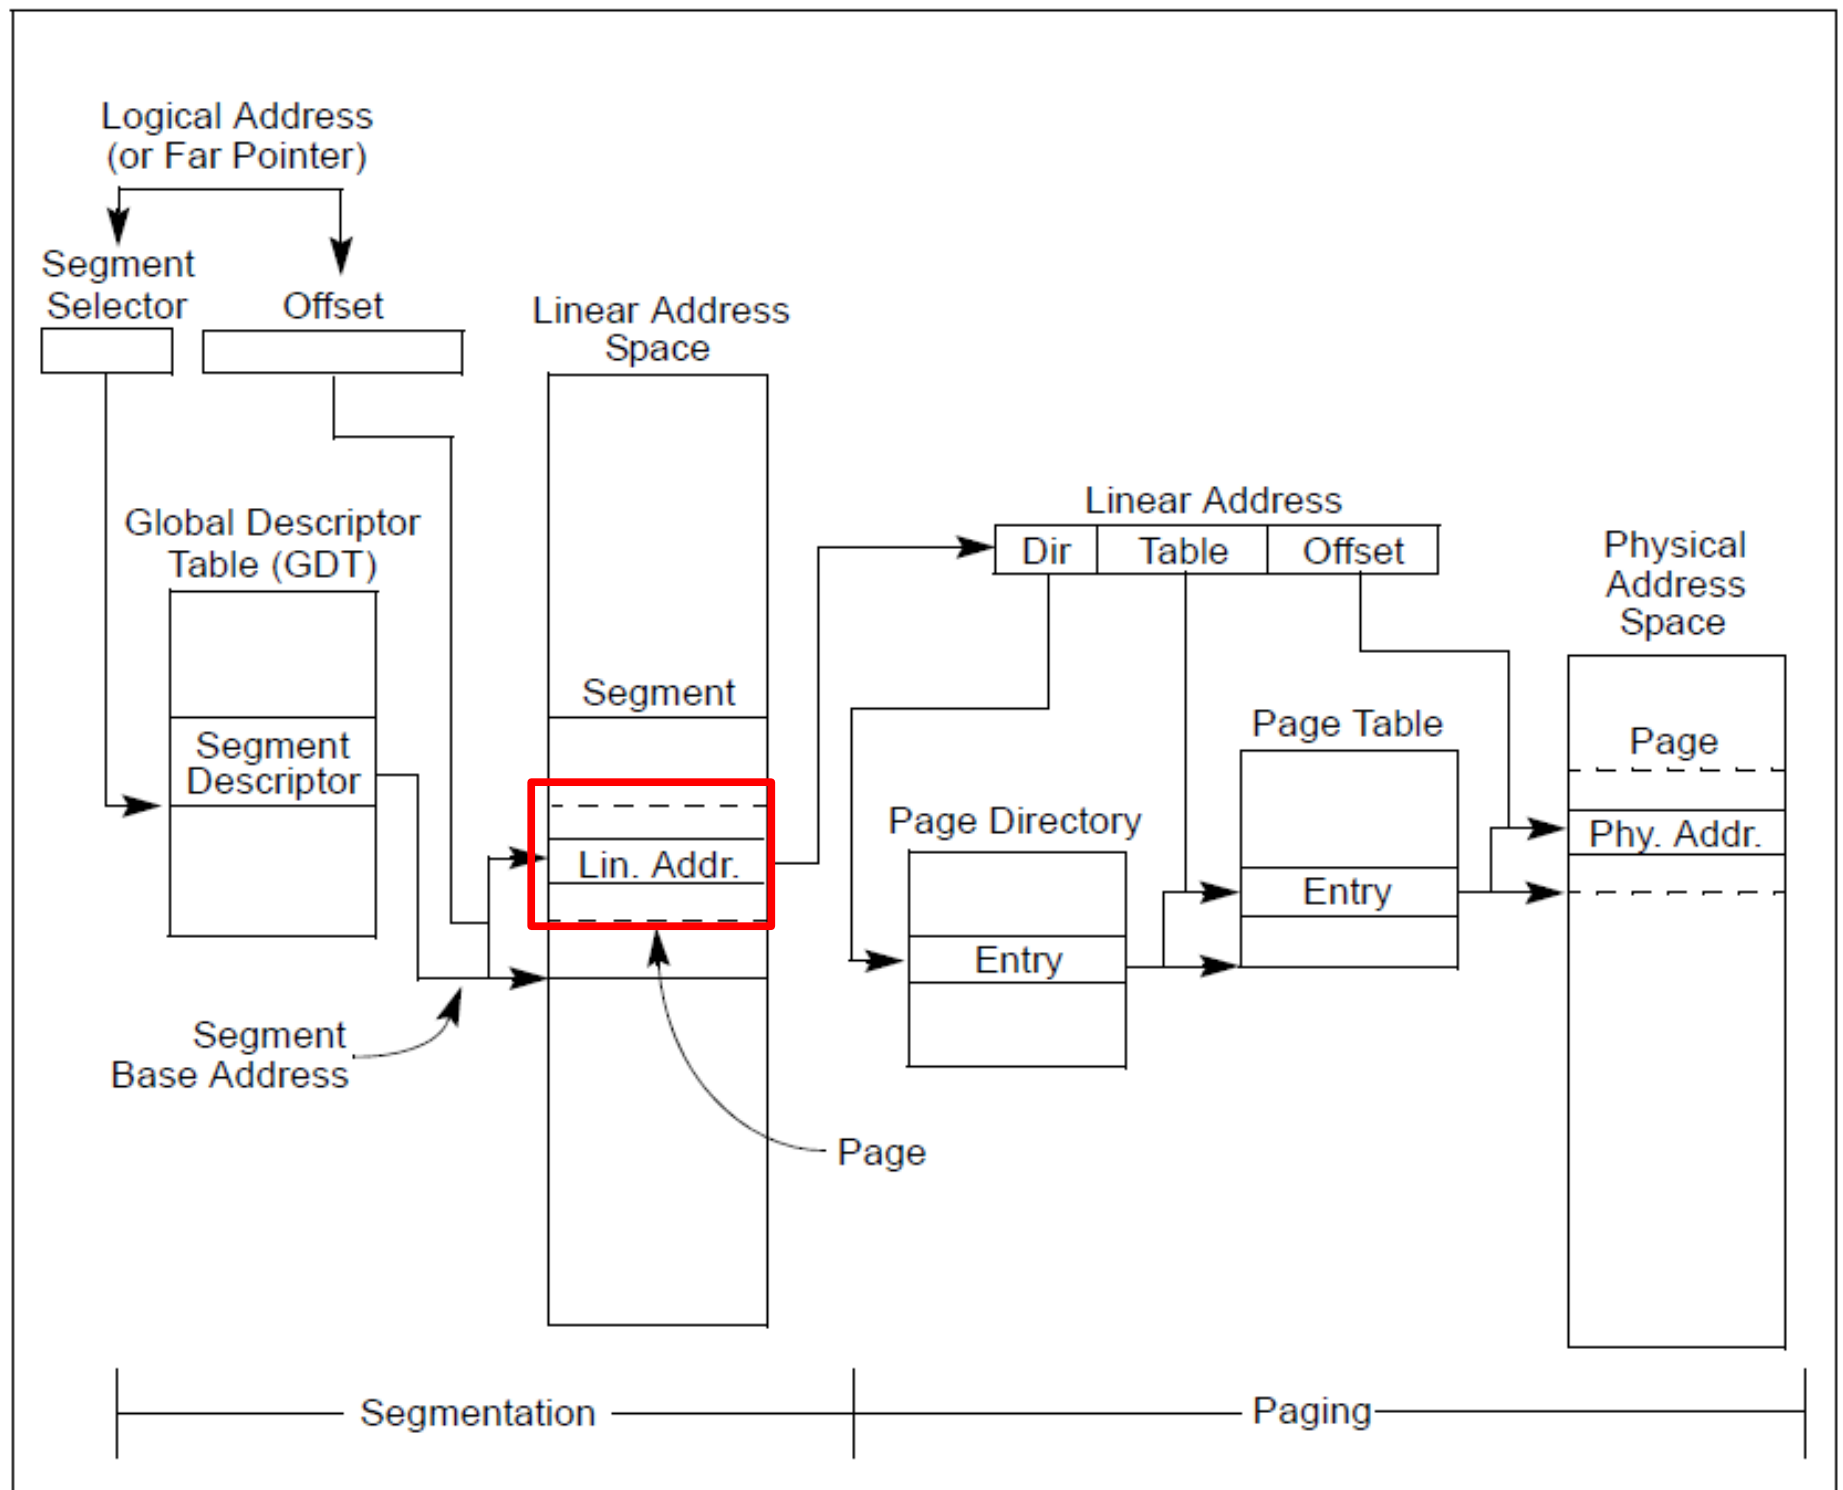 Logical Address
(or Far Pointer)
Segment
Selector
Offset
Linear Address
Space
Global Descriptor
Table (GDT)
Segment
Descriptor
Segment
Lin. Addr.
Segment
Base Address
Page
Linear Address
Dir
Table
Offset
Page Directory
Entry
Page Table
Entry
Physical
Address
Space
Page
Phy. Addr.
Segmentation
Paging